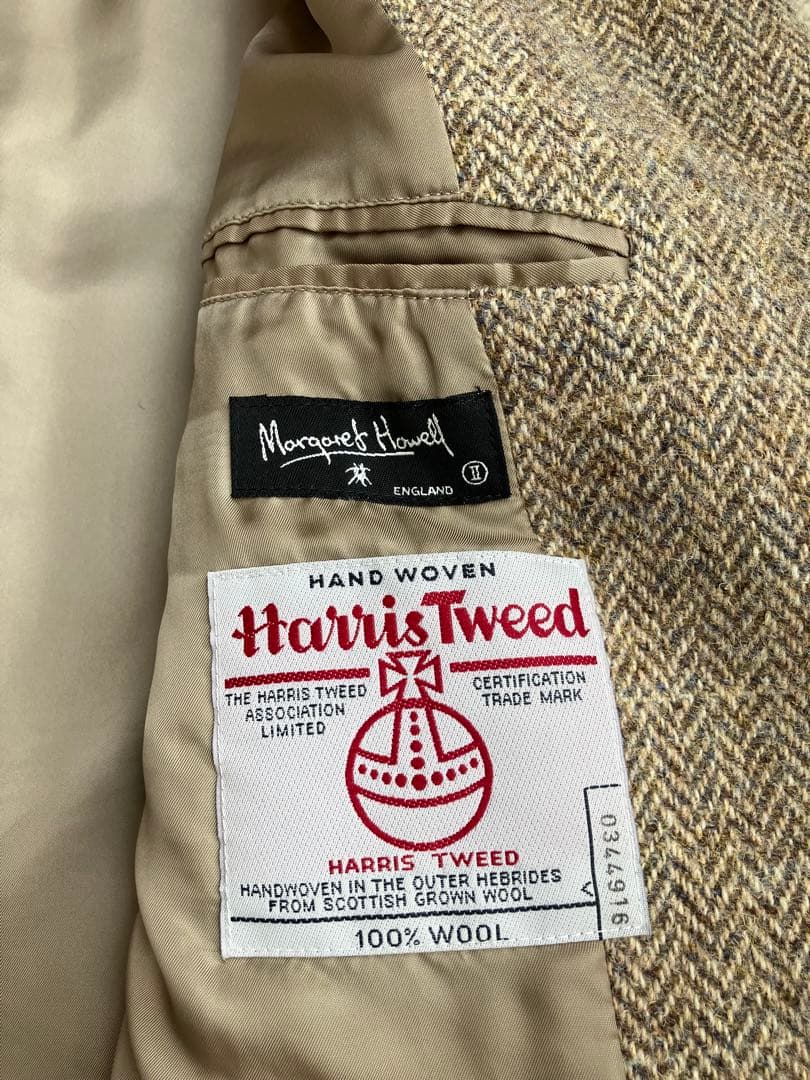 Margaret Howell
II
ENGLAND
HAND WOVEN
Harris Tweed
THE HARRIS TWEED
ASSOCIATION
LIMITED
CERTIFICATION
TRADE MARK
HARRIS TWEED
HANDWOVEN IN THE OUTER HEBRIDES
FROM SCOTTISH GROWN WOOL
100% WOOL
0344916